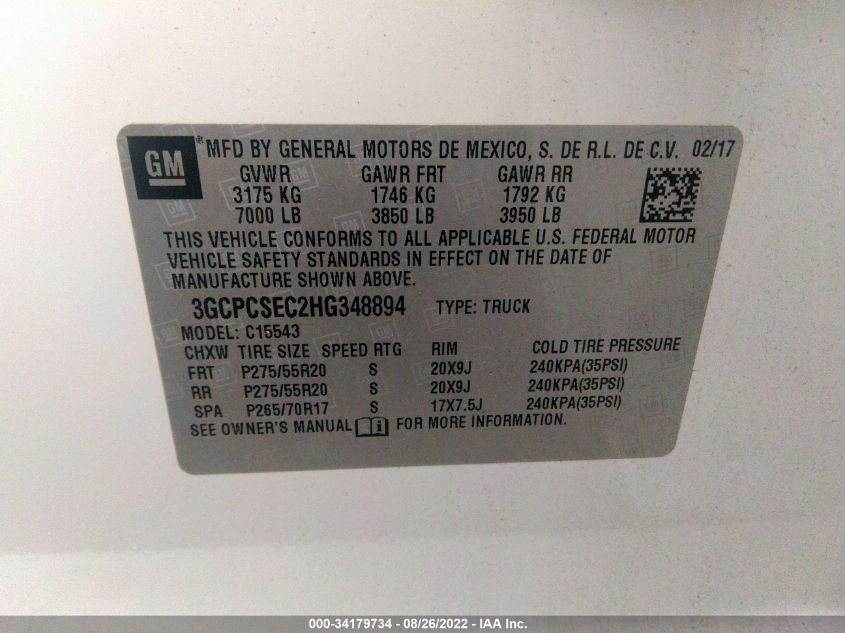 GM ® MFD BY GENERAL MOTORS DE MEXICO, S. DE R.L. DE C.V. 02/17
GVWR GAWR FRT GAWR RR
3175 KG 1746 KG 1792 KG
7000 LB 3850 LB 3950 LB
THIS VEHICLE CONFORMS TO ALL APPLICABLE U.S. FEDERAL MOTOR
VEHICLE SAFETY STANDARDS IN EFFECT ON THE DATE OF
MANUFACTURE SHOWN ABOVE.
3GCPCSEC2HG348894 TYPE: TRUCK
MODEL: C15543
CHXW TIRE SIZE SPEED RTG RIM COLD TIRE PRESSURE
FRT P275/55R20 S 20X9J 240KPA(35PSI)
RR P275/55R20 S 20X9J 240KPA(35PSI)
SPA P265/70R17 S 17X7.5J 240KPA(35PSI)
SEE OWNER'S MANUAL i FOR MORE INFORMATION.
000-34179734 - 08/26/2022 - IAA Inc.